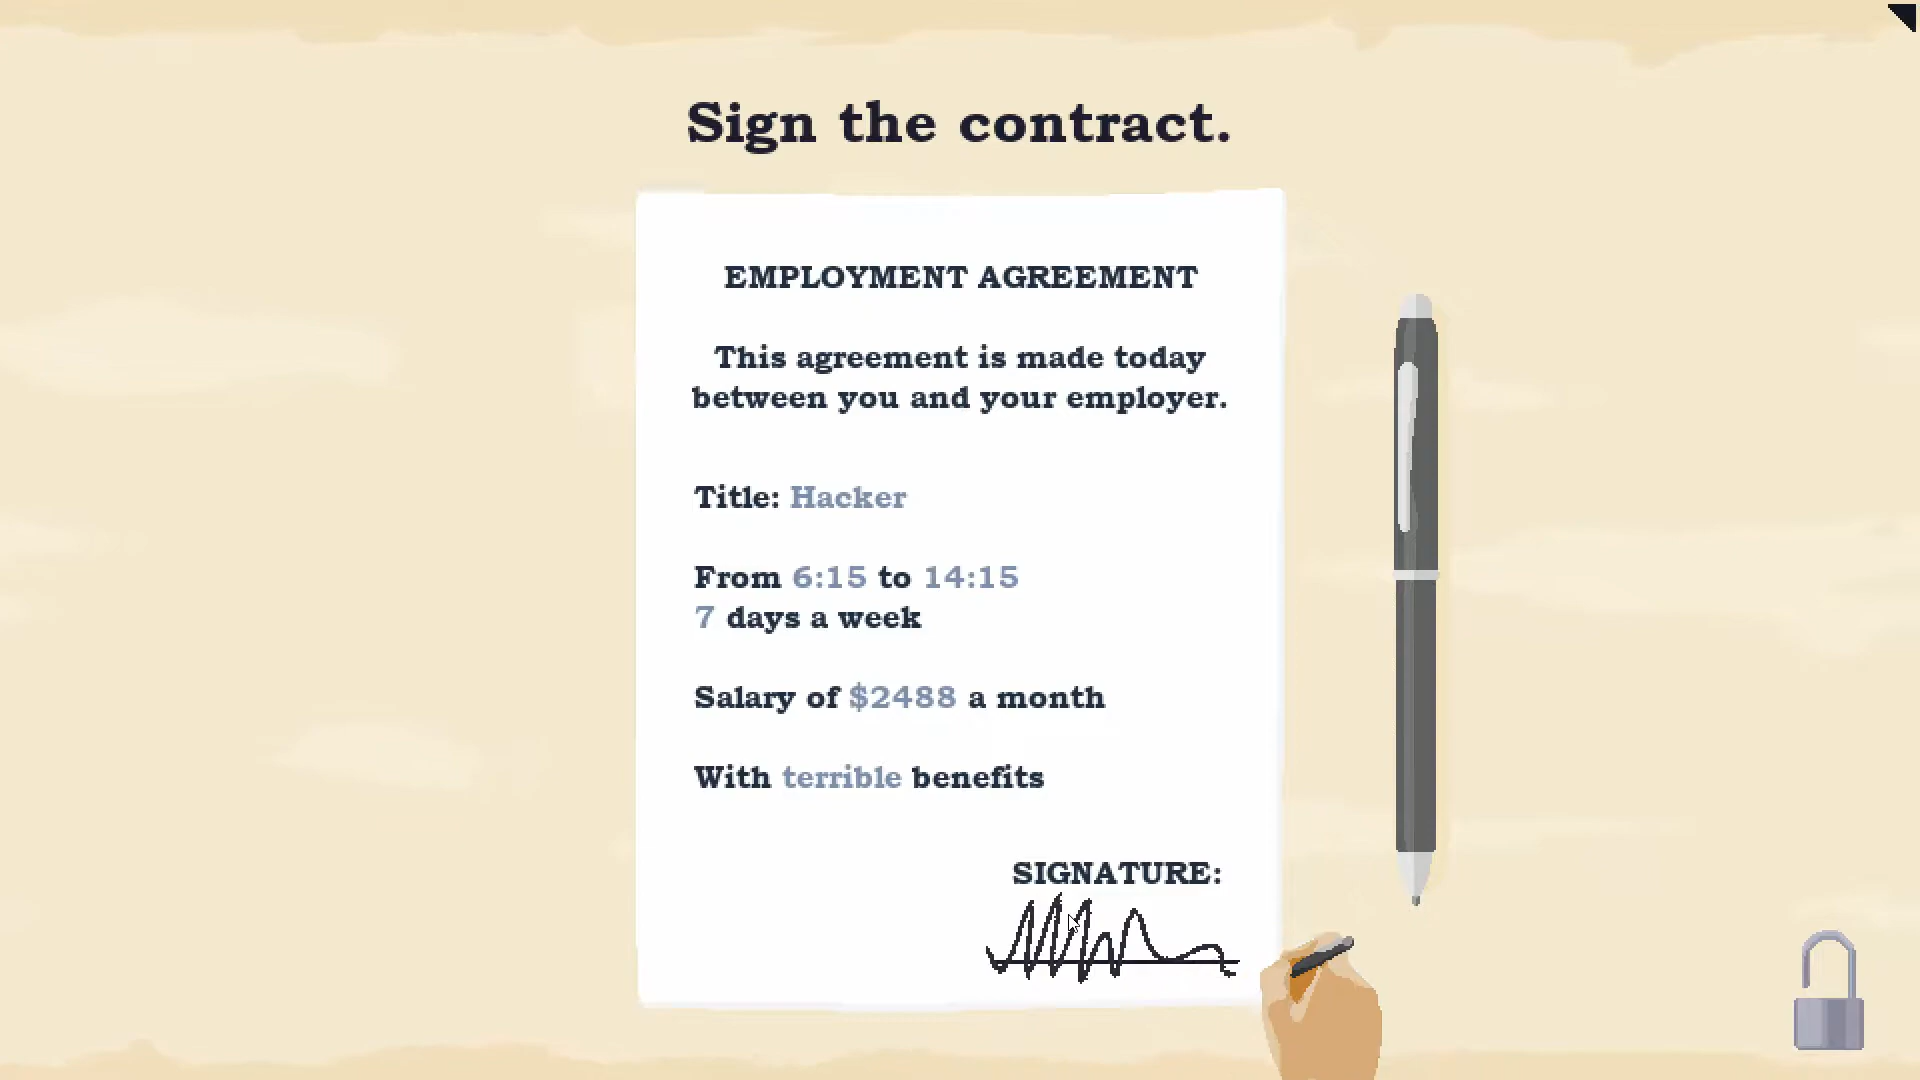 Sign the contract.
EMPLOYMENT AGREEMENT
This agreement is made today
between you and your employer.
Title: Hacker
From 6:15 to 14:15
7 days a week
Salary of $2488 a month
With terrible benefits
SIGNATURE: